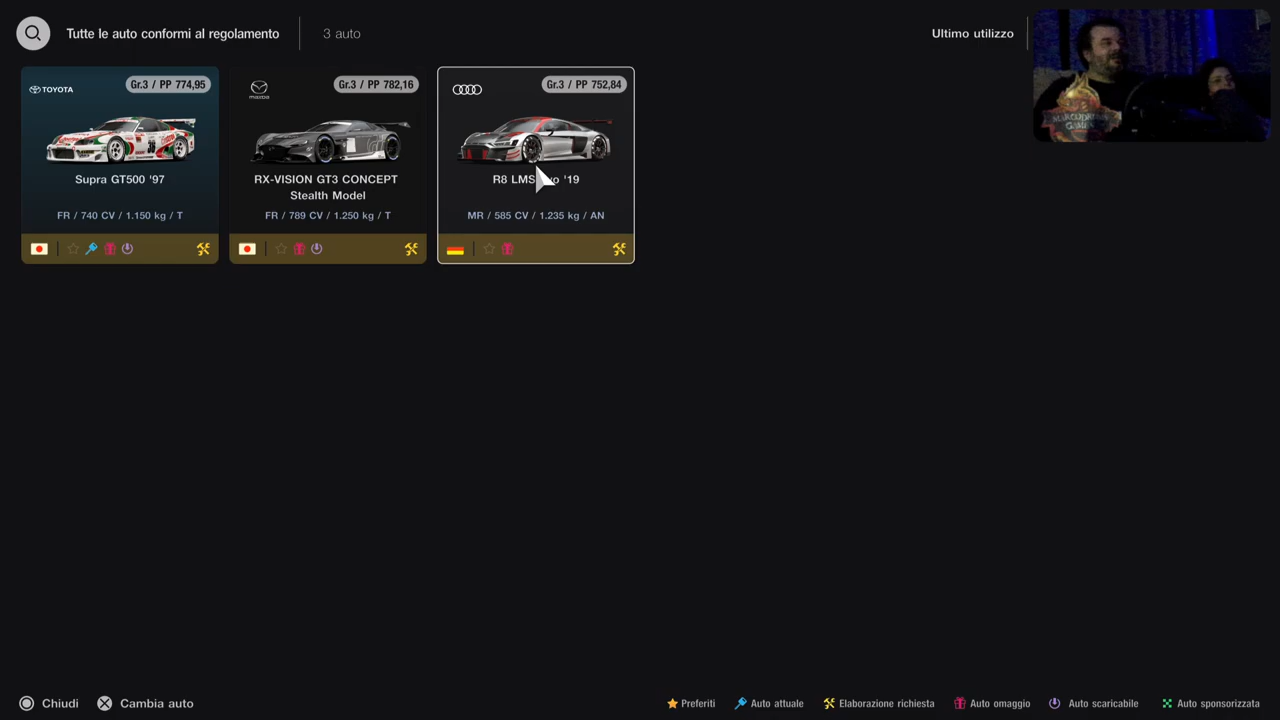 Tutte le auto conformi al regolamento
3 auto
Ultimo utilizzo
TOYOTA
Gr.3 / PP 774,95
Supra GT500 '97
FR / 740 CV / 1.150 kg / T
mazda
Gr.3 / PP 782,16
RX-VISION GT3 CONCEPT
Stealth Model
FR / 789 CV / 1.250 kg / T
Gr.3 / PP 752,84
R8 LMS '19
MR / 585 CV / 1.235 kg / AN
Chiudi
Cambia auto
Preferiti
Auto attuale
Elaborazione richiesta
Auto omaggio
Auto scaricabile
Auto sponsorizzata